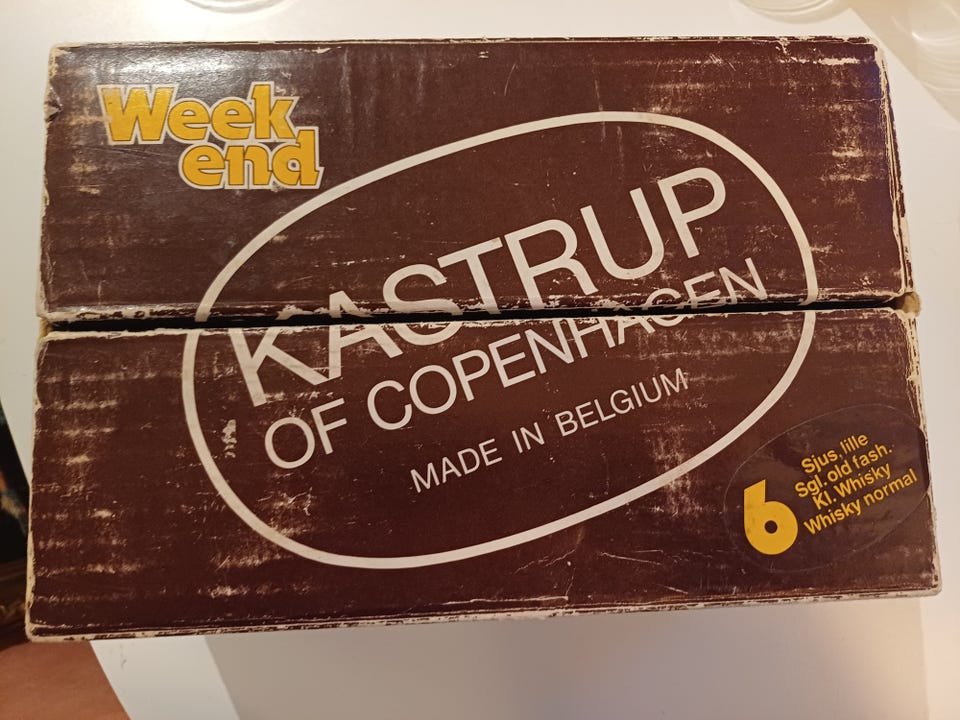 Week
end
KASTRUP
OF COPENHAGEN
MADE IN BELGIUM
6
Sjus, lille
Sgl. old fash.
Kl. Whisky
Whisky normal